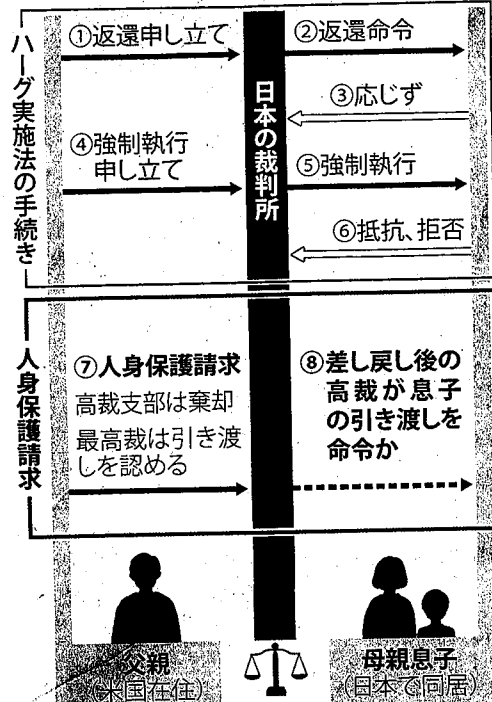 ハーグ実施法の手続き
①返還申し立て
②返還命令
日本の裁判所
③応じず
④強制執行
申し立て
⑤強制執行
⑥抵抗、拒否
人身保護請求
⑦人身保護請求
高裁支部は棄却
最高裁は引き渡
しを認める
⑧差し戻し後の
高裁が息子
の引き渡しを
命令か
父親
(米国在住)
母親息子
(日本で同居)